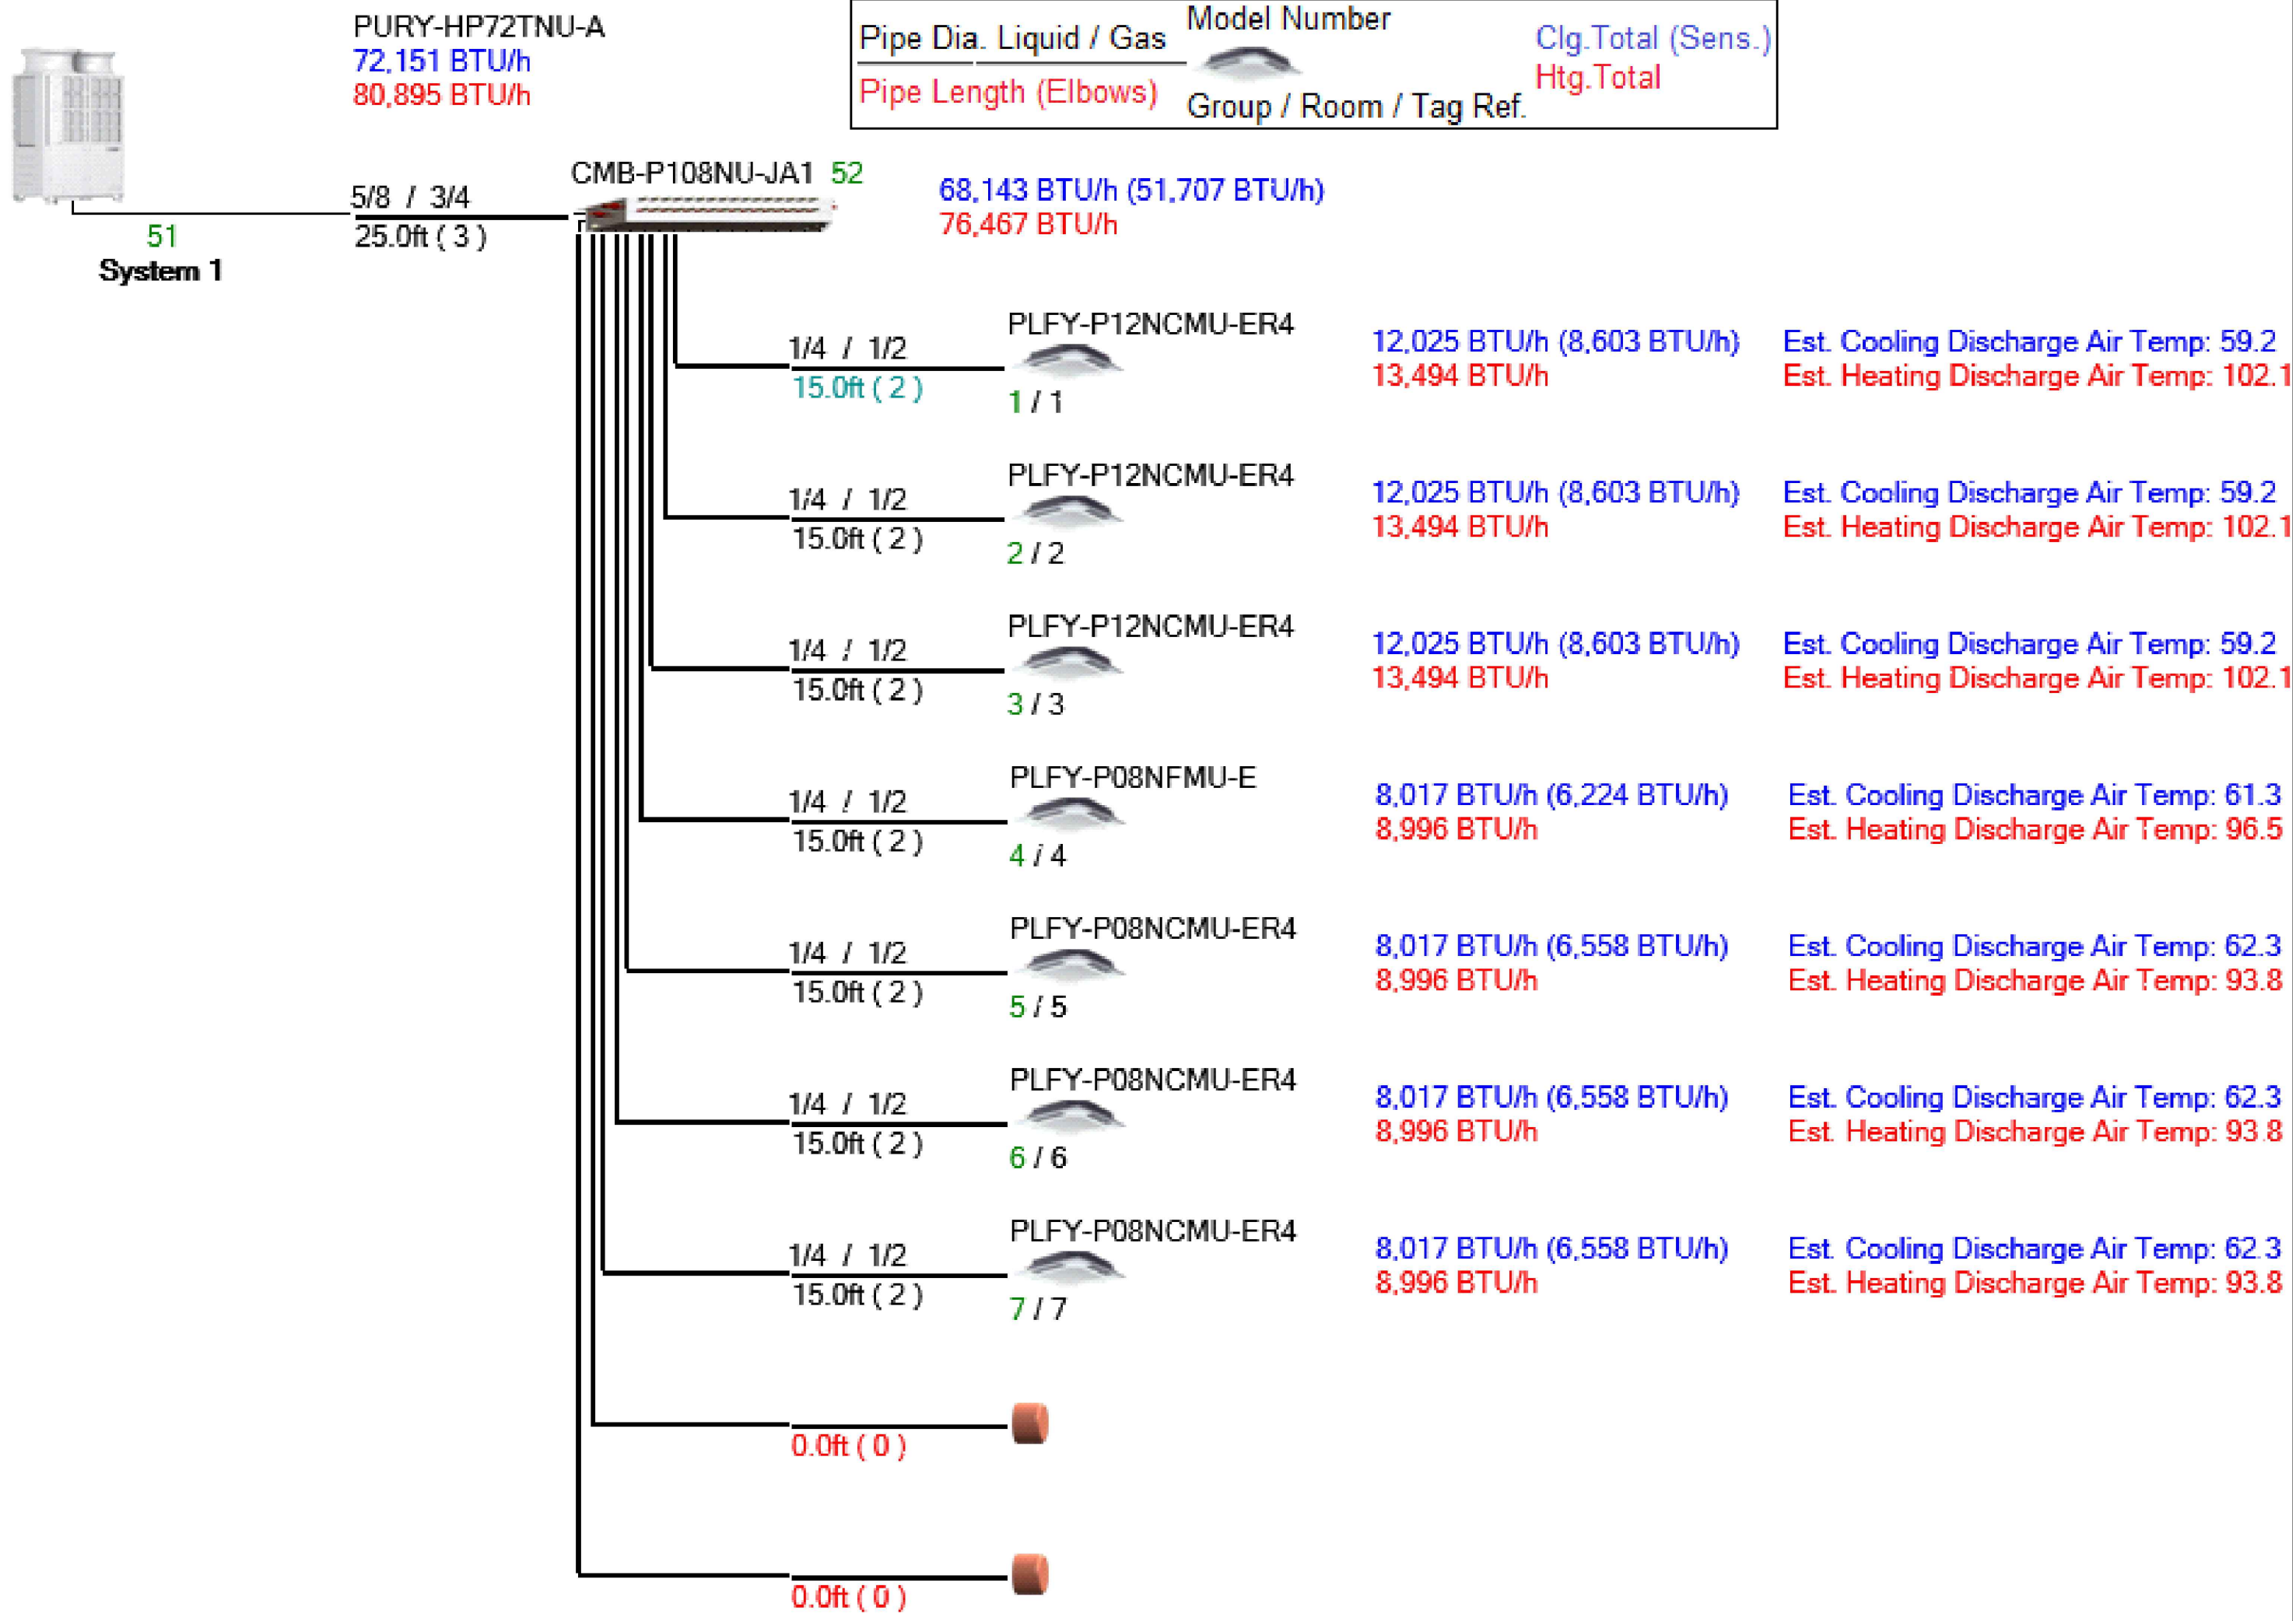 PURY-HP72TNU-A
72,151 BTU/h
80,895 BTU/h
Pipe Dia. Liquid / Gas
Pipe Length (Elbows)
Model Number
Group / Room / Tag Ref.
Clg.Total (Sens.)
Htg.Total
51
System 1
5/8 / 3/4
25.0ft ( 3 )
CMB-P108NU-JA1 52
68,143 BTU/h (51,707 BTU/h)
76,467 BTU/h
1/4 / 1/2
15.0ft ( 2 )
PLFY-P12NCMU-ER4
1 / 1
12,025 BTU/h (8,603 BTU/h)
13,494 BTU/h
Est. Cooling Discharge Air Temp: 59.2
Est. Heating Discharge Air Temp: 102.1
1/4 / 1/2
15.0ft ( 2 )
PLFY-P12NCMU-ER4
2 / 2
12,025 BTU/h (8,603 BTU/h)
13,494 BTU/h
Est. Cooling Discharge Air Temp: 59.2
Est. Heating Discharge Air Temp: 102.1
1/4 / 1/2
15.0ft ( 2 )
PLFY-P12NCMU-ER4
3 / 3
12,025 BTU/h (8,603 BTU/h)
13,494 BTU/h
Est. Cooling Discharge Air Temp: 59.2
Est. Heating Discharge Air Temp: 102.1
1/4 / 1/2
15.0ft ( 2 )
PLFY-P08NFMU-E
4 / 4
8,017 BTU/h (6,224 BTU/h)
8,996 BTU/h
Est. Cooling Discharge Air Temp: 61.3
Est. Heating Discharge Air Temp: 96.5
1/4 / 1/2
15.0ft ( 2 )
PLFY-P08NCMU-ER4
5 / 5
8,017 BTU/h (6,558 BTU/h)
8,996 BTU/h
Est. Cooling Discharge Air Temp: 62.3
Est. Heating Discharge Air Temp: 93.8
1/4 / 1/2
15.0ft ( 2 )
PLFY-P08NCMU-ER4
6 / 6
8,017 BTU/h (6,558 BTU/h)
8,996 BTU/h
Est. Cooling Discharge Air Temp: 62.3
Est. Heating Discharge Air Temp: 93.8
1/4 / 1/2
15.0ft ( 2 )
PLFY-P08NCMU-ER4
7 / 7
8,017 BTU/h (6,558 BTU/h)
8,996 BTU/h
Est. Cooling Discharge Air Temp: 62.3
Est. Heating Discharge Air Temp: 93.8
0.0ft ( 0 )
0.0ft ( 0 )